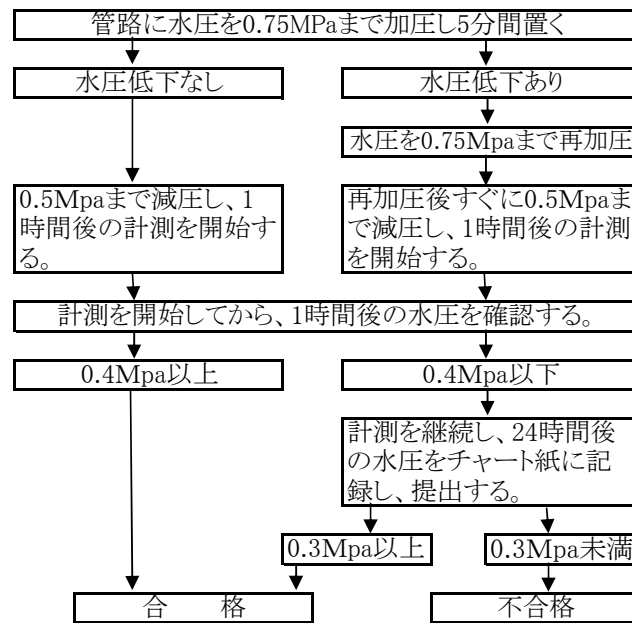 管路に水圧を0.75MPaまで加圧し5分間置く
水圧低下なし
水圧低下あり
水圧を0.75Mpaまで再加圧
0.5Mpaまで減圧し、1
時間後の計測を開始す
る。
再加圧後すぐに0.5Mpaま
で減圧し、1時間後の計測
を開始する。
計測を開始してから、1時間後の水圧を確認する。
0.4Mpa以上
0.4Mpa以下
計測を継続し、24時間後
の水圧をチャート紙に記
録し、提出する。
0.3Mpa以上
0.3Mpa未満
合　　格
不合格